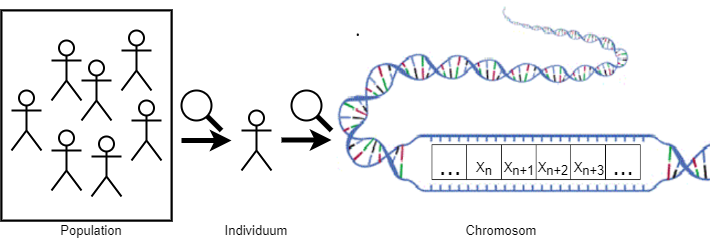 ... Xn Xn+1 Xn+2 Xn+3 ...
Population Individuum Chromosom